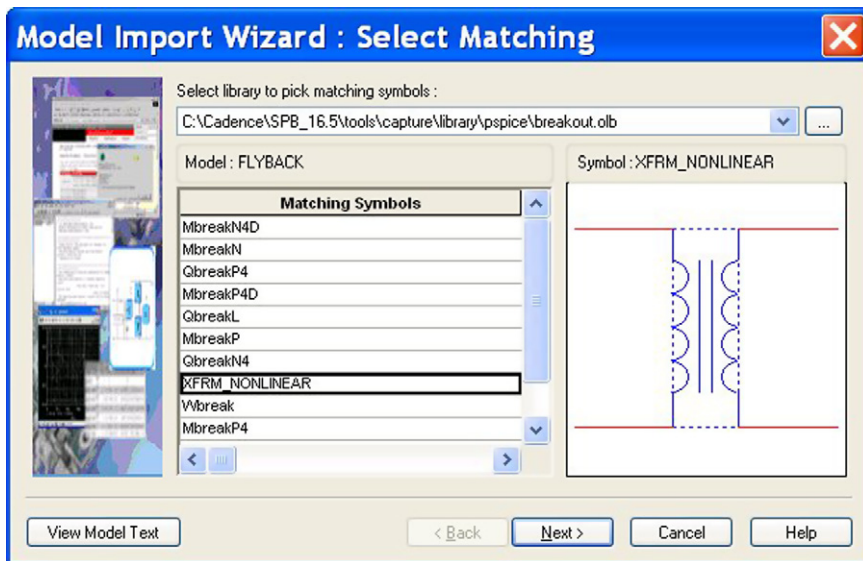 Model Import Wizard : Select Matching
Select library to pick matching symbols :
C:\Cadence\SPB_16.5\tools\capture\library\pspice\breakout.olb
...
Model : FLYBACK
Symbol : XFRM_NONLINEAR
Matching Symbols
MbreakN4D
MbreakN
QbreakP4
MbreakP4D
QbreakL
MbreakP
QbreakN4
XFRM_NONLINEAR
Wbreak
MbreakP4
View Model Text
< Back
Next >
Cancel
Help